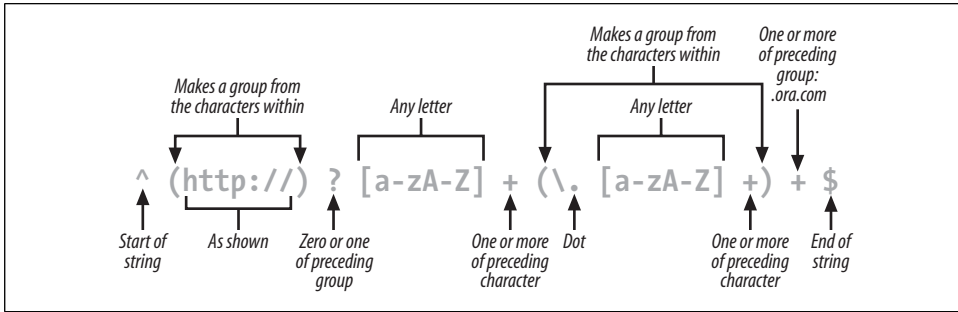 Makes a group from
the characters within
One or more
of preceding
group:
.ora.com
Makes a group from
the characters within
Any letter
Any letter
^ (http://) ? [a-zA-Z] + (\. [a-zA-Z] +) + $
Start of
string
As shown
Zero or one
of preceding
group
One or more
of preceding
character
Dot
One or more
of preceding
character
End of
string